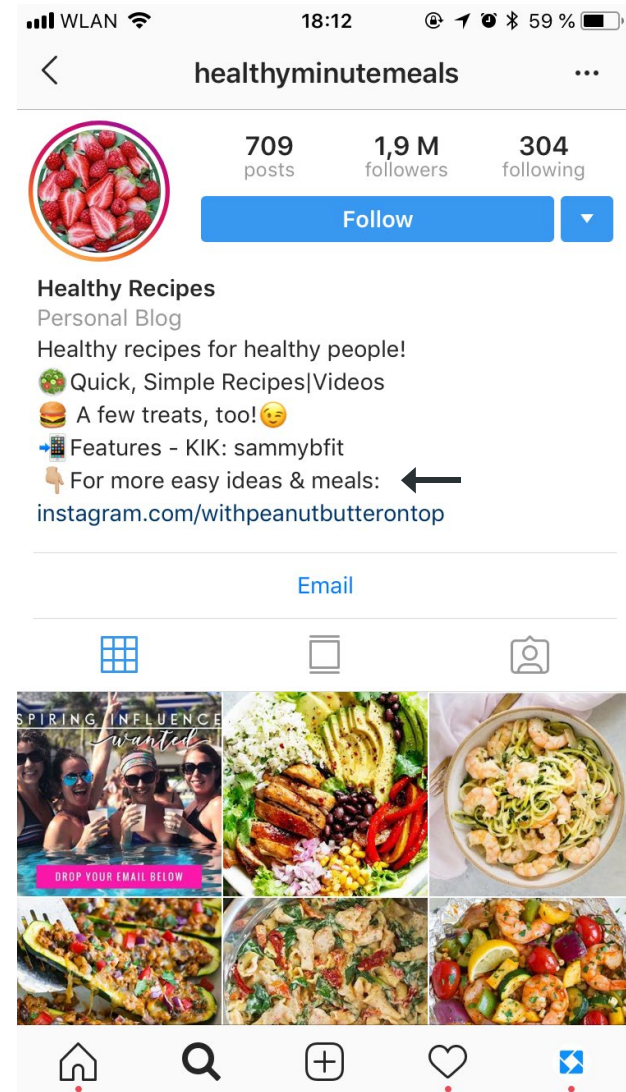 WLAN 18:12 59 %
healthyminutemeals
709 1,9 M 304
posts followers following
Follow
Healthy Recipes
Personal Blog
Healthy recipes for healthy people!
🥗Quick, Simple Recipes|Videos
🍔 A few treats, too!😉
📲Features - KIK: sammybfit
👇🏼For more easy ideas & meals:
instagram.com/withpeanutbutterontop
Email
SPIRING INFLUENCE
wanted
DROP YOUR EMAIL BELOW